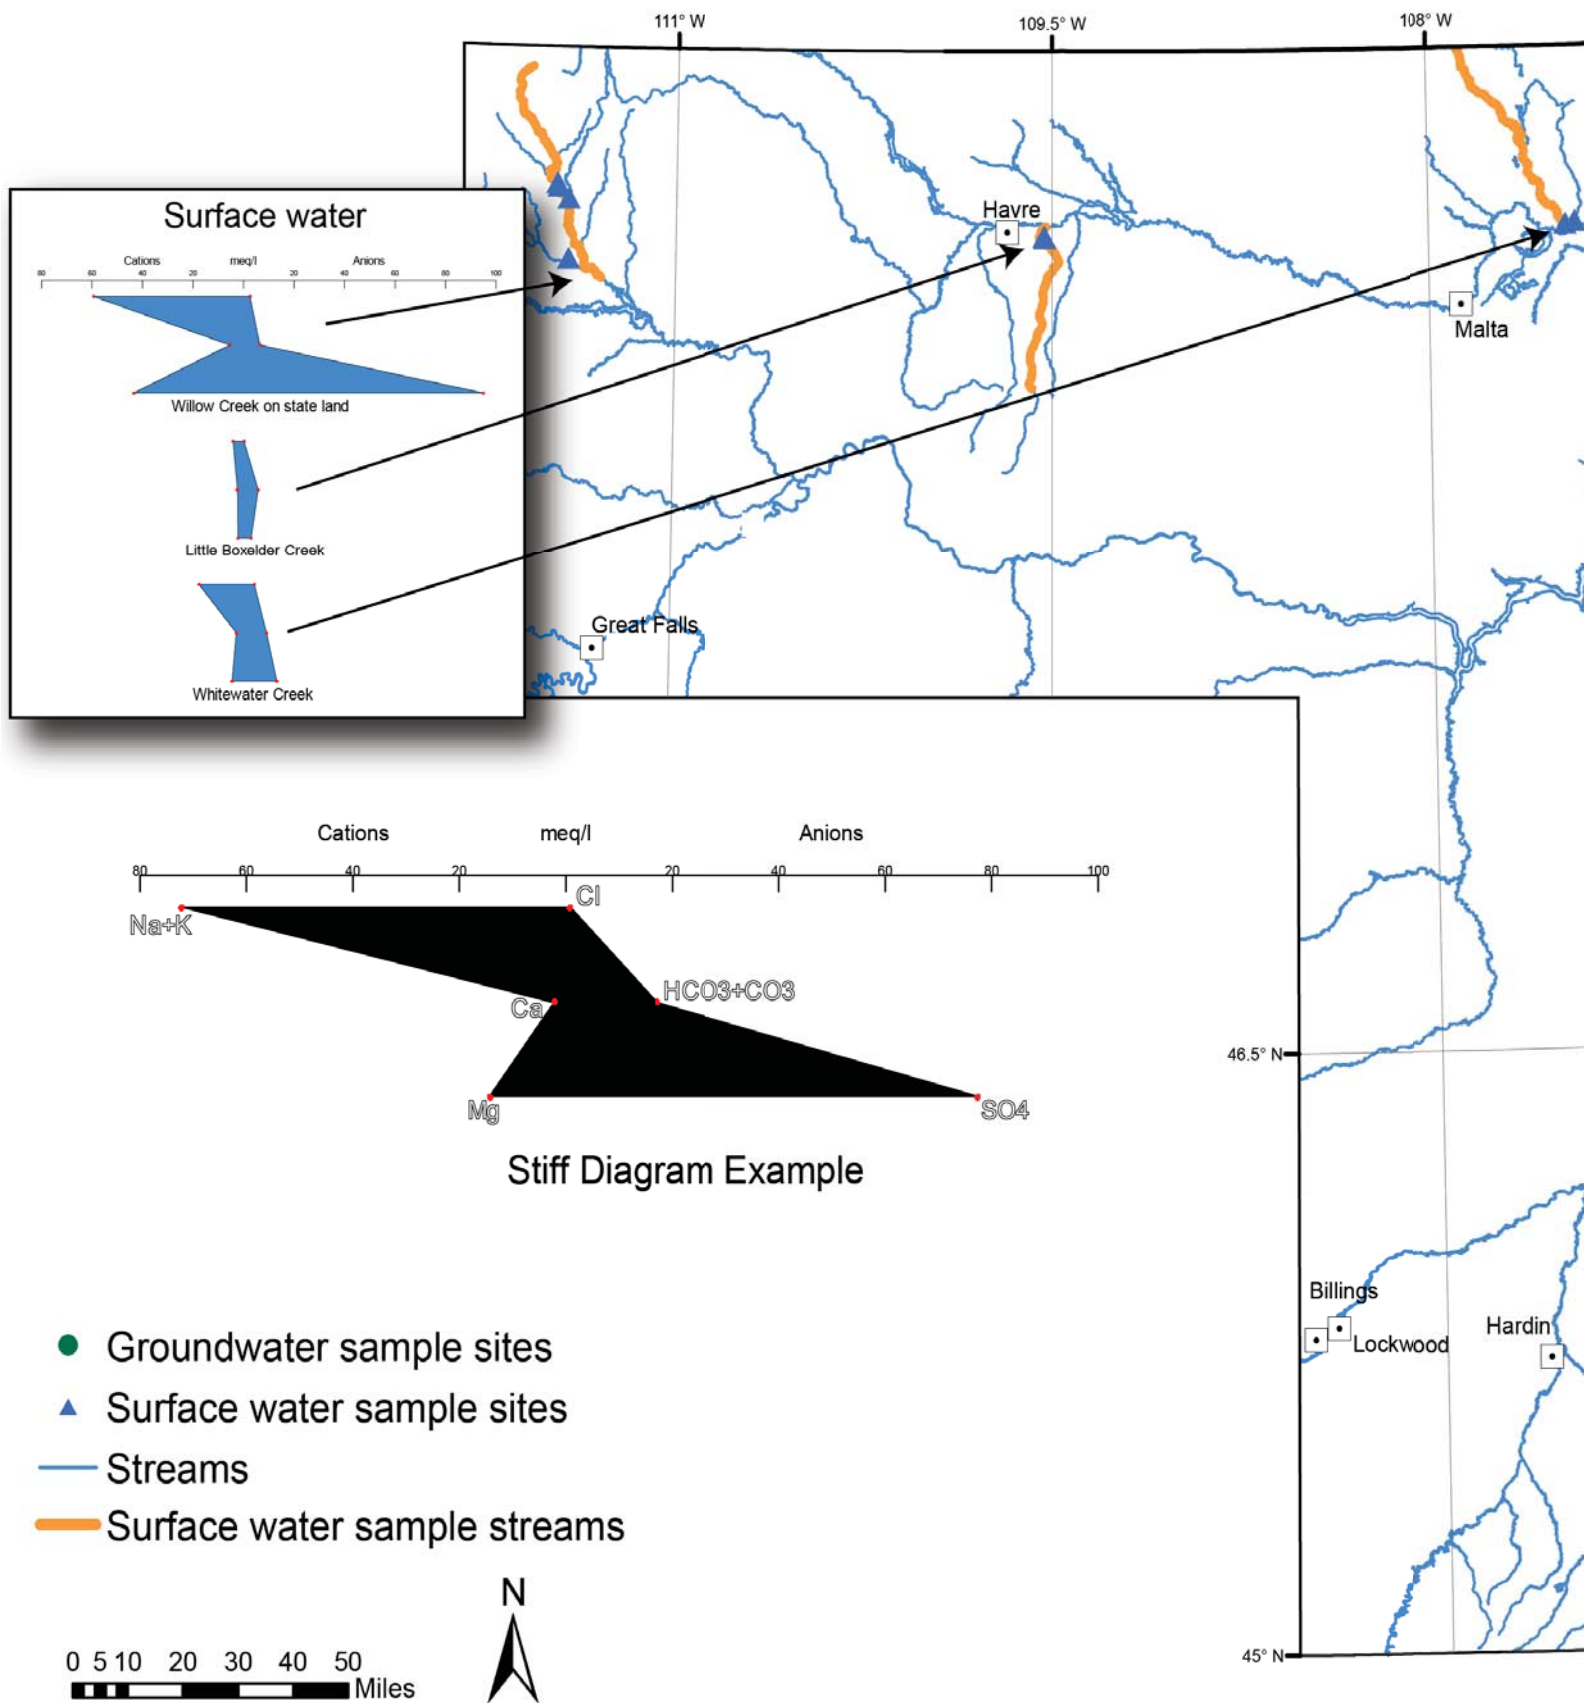 111° W 109.5° W 108° W
Surface water
Cations meq/l Anions
80 60 40 20 20 40 60 80 100
Willow Creek on state land
Little Boxelder Creek
Whitewater Creek
Havre
Malta
Great Falls
Cations meq/l Anions
80 60 40 20 20 40 60 80 100
Na+K Cl
Ca HCO3+CO3
Mg SO4
Stiff Diagram Example
46.5° N
Billings
Lockwood
Hardin
45° N
Groundwater sample sites
Surface water sample sites
Streams
Surface water sample streams
N
0 5 10 20 30 40 50
Miles